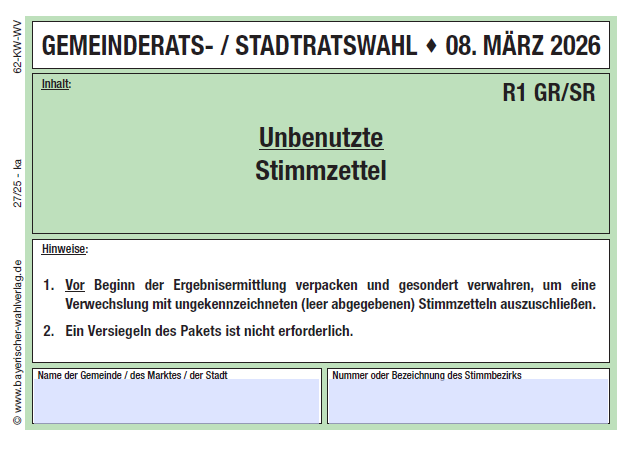 GEMEINDERATS- / STADTRATSWAHL ♦ 08. MÄRZ 2026
Inhalt:
R1 GR/SR
Unbenutzte
Stimmzettel
Hinweise:
1. Vor Beginn der Ergebnisermittlung verpacken und gesondert verwahren, um eine
Verwechslung mit ungekennzeichneten (leer abgegebenen) Stimmzetteln auszuschließen.
2. Ein Versiegeln des Pakets ist nicht erforderlich.
Name der Gemeinde / des Marktes / der Stadt
Nummer oder Bezeichnung des Stimmbezirks
© www.bayerischer-wahlverlag.de
27/25 - ka
62-KW-WV